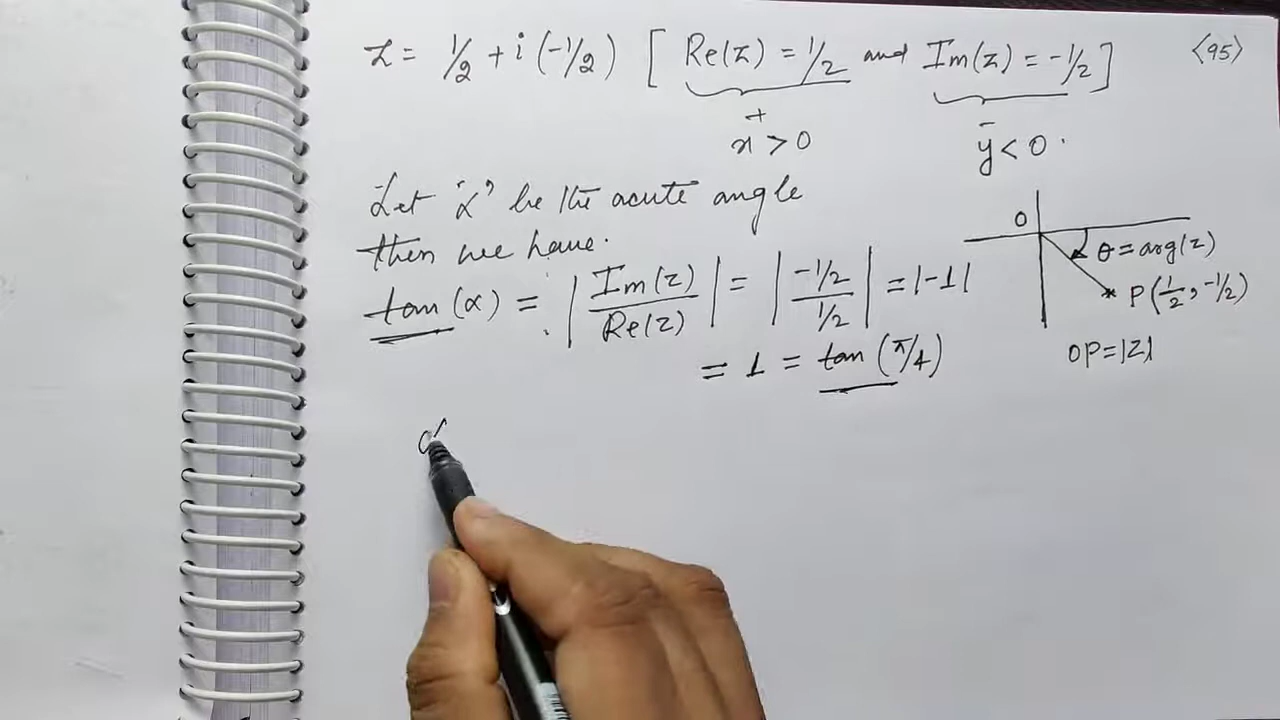 z = 1/2 + i (-1/2) [ Re(z) = 1/2 and Im(z) = -1/2 ] <95>
+ -
x > 0 y < 0 .
Let "α" be the acute angle
then we have.
tan (α) = | Im(z) / Re(z) | = | -1/2 / 1/2 | = |-1|
= 1 = tan (π/4)
O
θ = arg(z)
P(1/2, -1/2)
OP = |z|
α